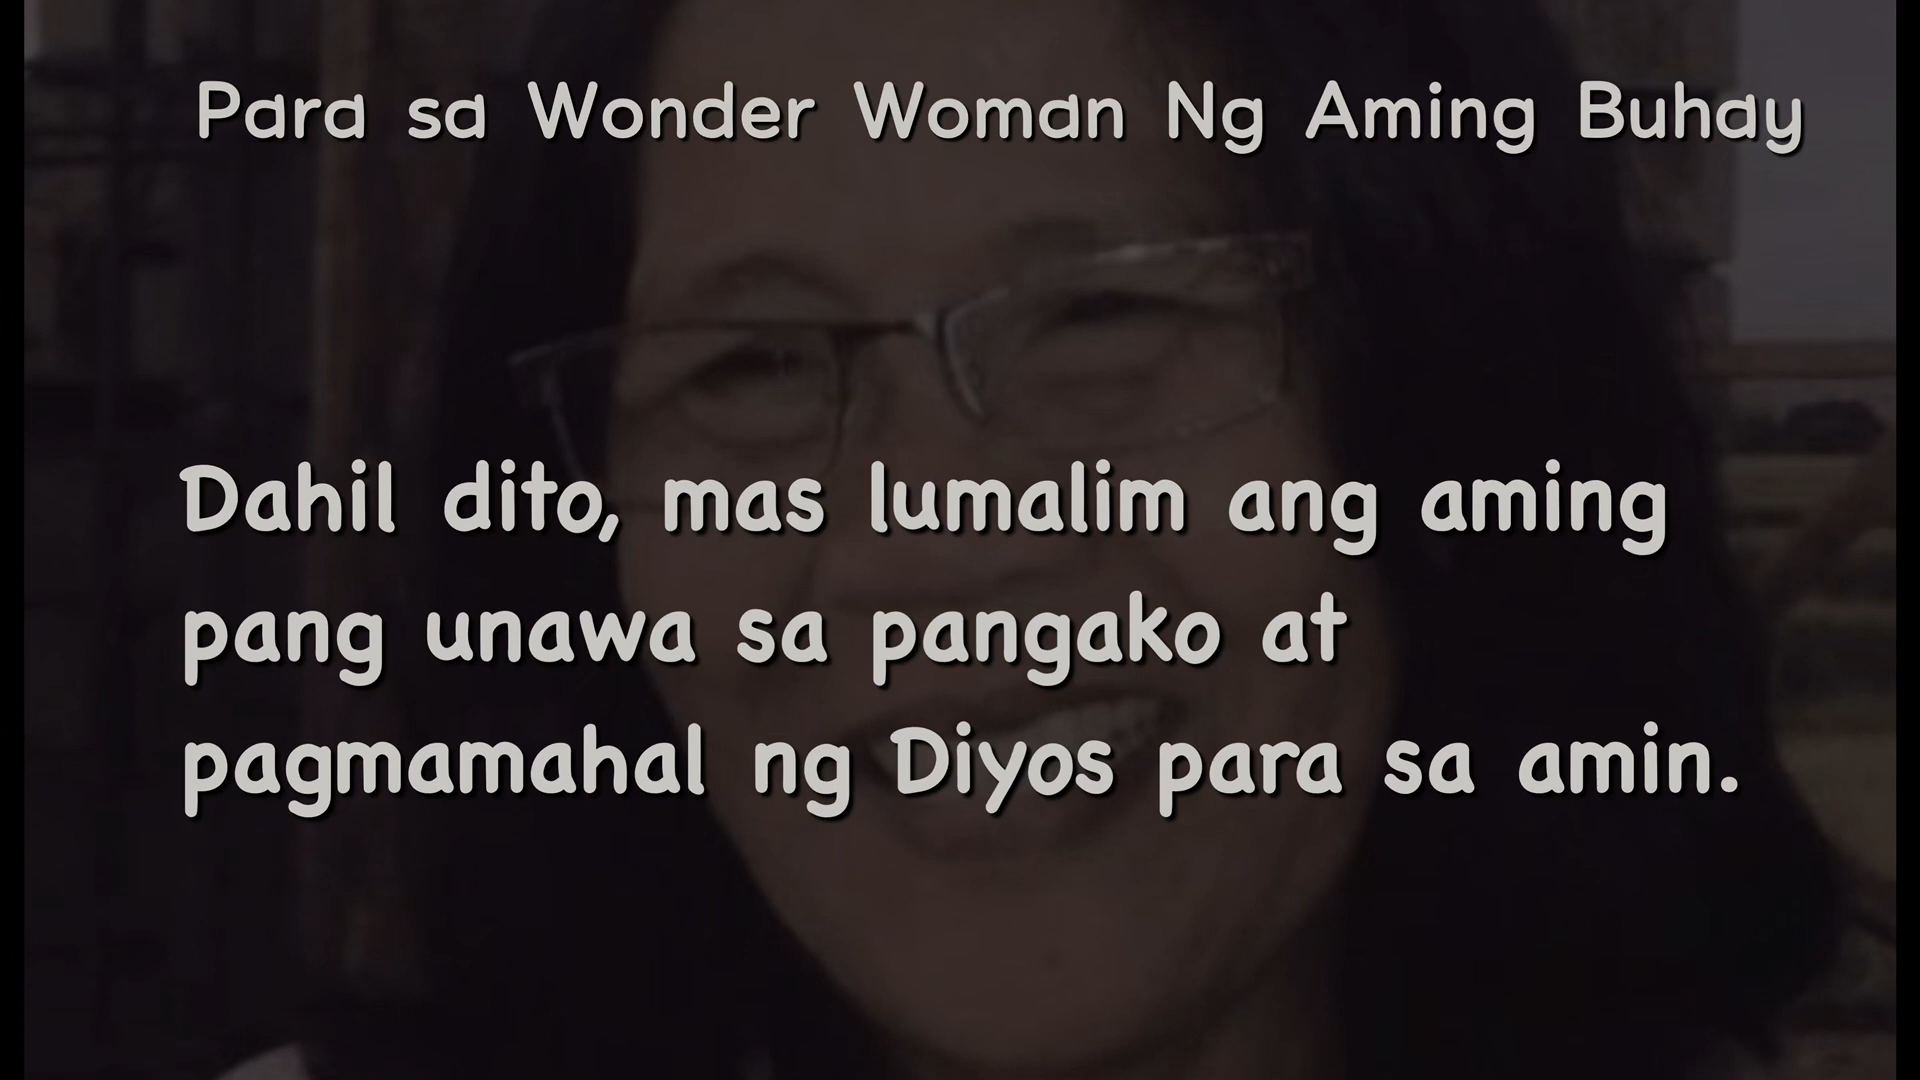 Para sa Wonder Woman Ng Aming Buhay
Dahil dito, mas lumalim ang aming
pang unawa sa pangako at
pagmamahal ng Diyos para sa amin.